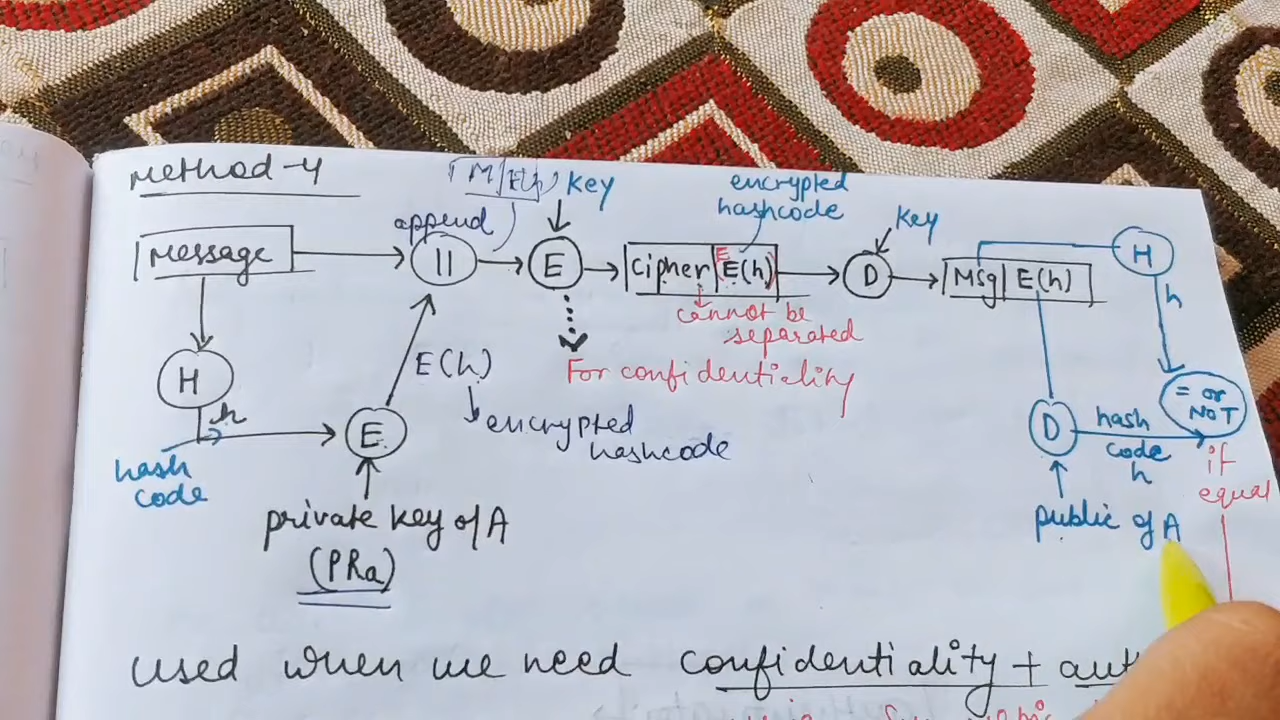 Method-4
M E(h) Key
encrypted
hashcode
Key
append
Message
||
E
Cipher E E(h)
D
Msg E(h)
H
h
cannot be
separated
For confidentiality
H
E(h)
encrypted
hashcode
= or
NOT
h
hash
code
E
D
hash
code
h
if
equal
private key of A
(PRa)
public of A
used when we need confidentiality +